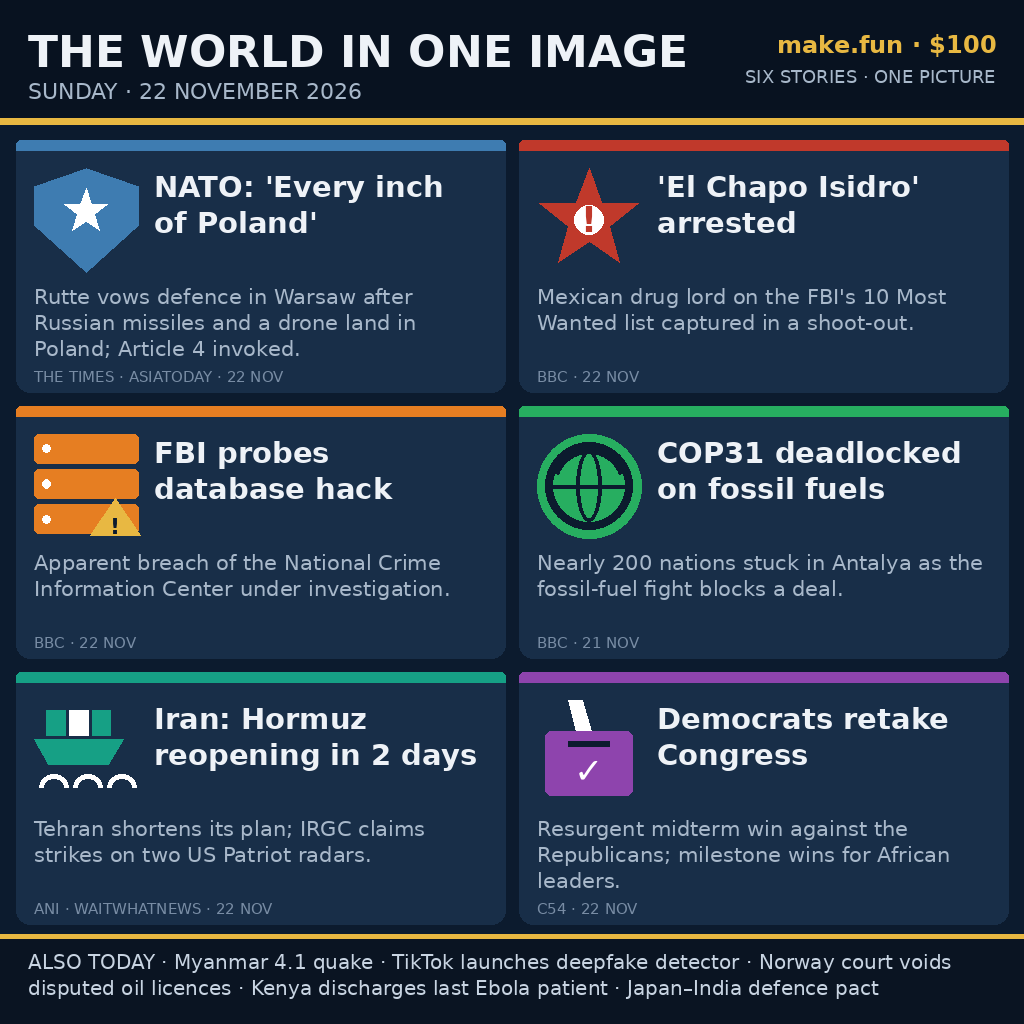 THE WORLD IN ONE IMAGE
SUNDAY · 22 NOVEMBER 2026
make.fun · $100
SIX STORIES · ONE PICTURE
NATO: 'Every inch
of Poland'
Rutte vows defence in Warsaw after
Russian missiles and a drone land in
Poland; Article 4 invoked.
THE TIMES · ASIATODAY · 22 NOV
!
'El Chapo Isidro'
arrested
Mexican drug lord on the FBI's 10 Most
Wanted list captured in a shoot-out.
BBC · 22 NOV
!
FBI probes
database hack
Apparent breach of the National Crime
Information Center under investigation.
BBC · 22 NOV
COP31 deadlocked
on fossil fuels
Nearly 200 nations stuck in Antalya as the
fossil-fuel fight blocks a deal.
BBC · 21 NOV
Iran: Hormuz
reopening in 2 days
Tehran shortens its plan; IRGC claims
strikes on two US Patriot radars.
ANI · WAITWHATNEWS · 22 NOV
✓
Democrats retake
Congress
Resurgent midterm win against the
Republicans; milestone wins for African
leaders.
C54 · 22 NOV
ALSO TODAY · Myanmar 4.1 quake · TikTok launches deepfake detector · Norway court voids
disputed oil licences · Kenya discharges last Ebola patient · Japan–India defence pact